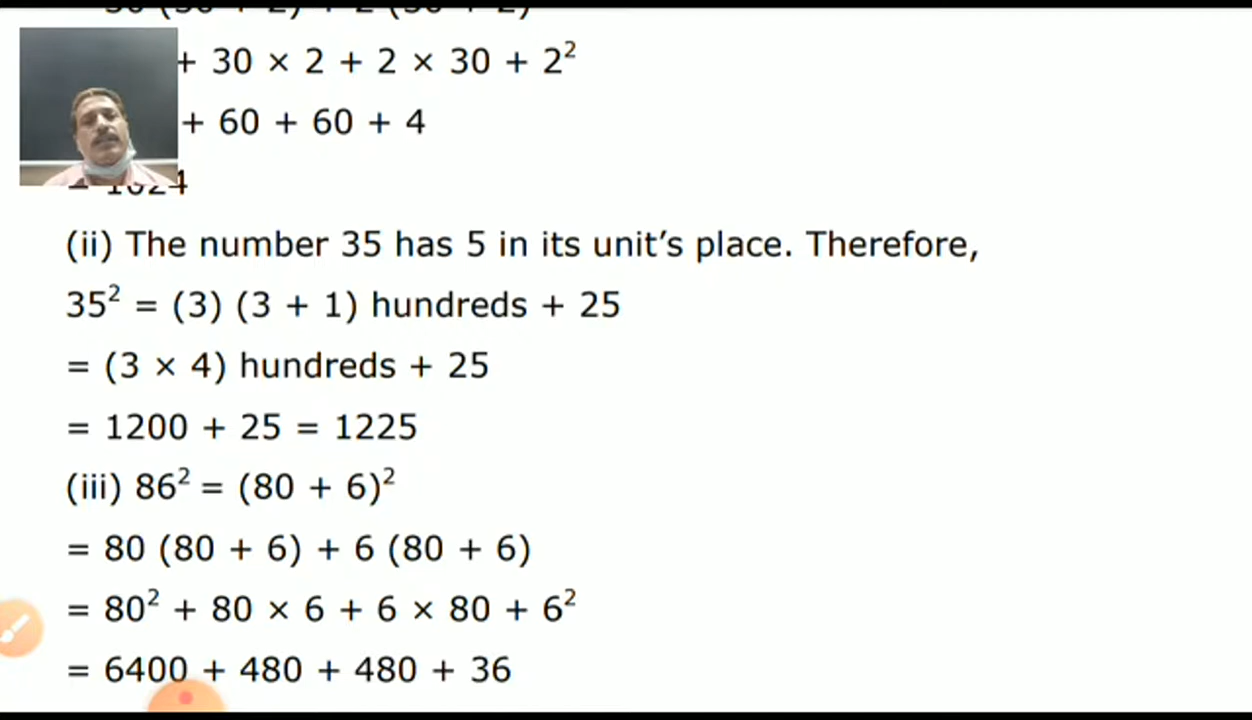 + 30 × 2 + 2 × 30 + 2²
+ 60 + 60 + 4
= 1024
(ii) The number 35 has 5 in its unit’s place. Therefore,
35² = (3) (3 + 1) hundreds + 25
= (3 × 4) hundreds + 25
= 1200 + 25 = 1225
(iii) 86² = (80 + 6)²
= 80 (80 + 6) + 6 (80 + 6)
= 80² + 80 × 6 + 6 × 80 + 6²
= 6400 + 480 + 480 + 36